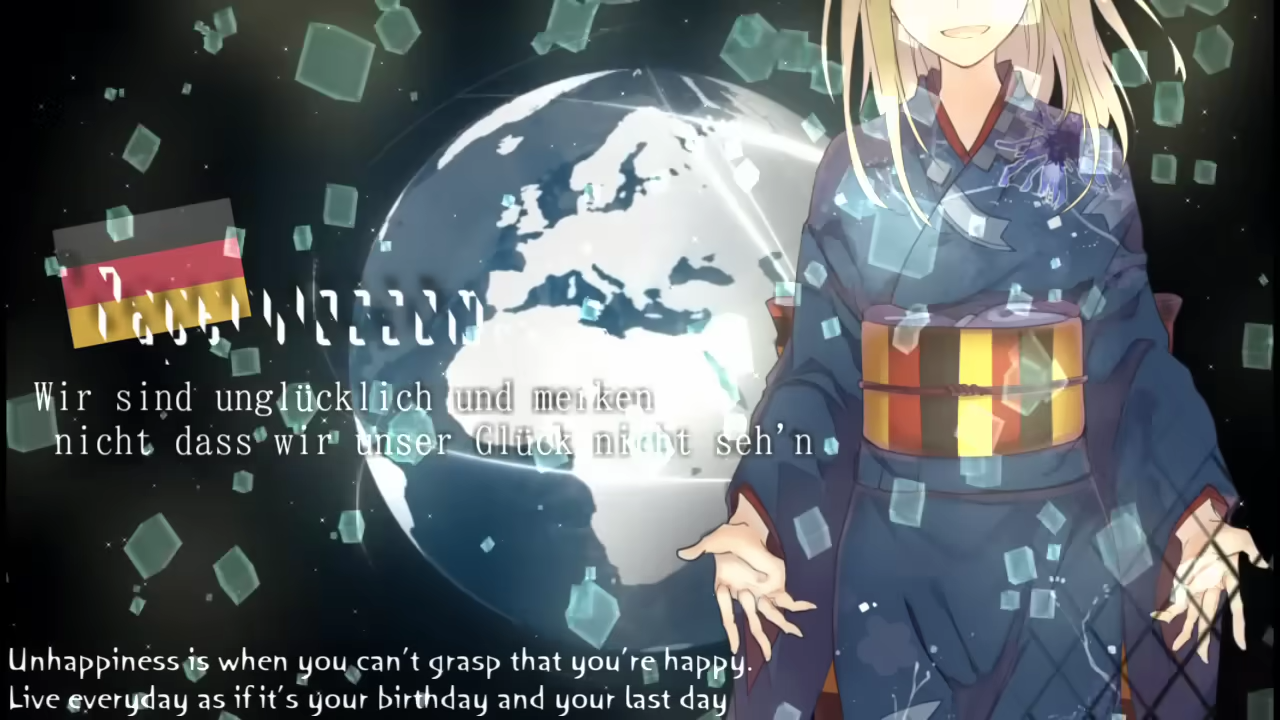 Wir sind unglücklich und merken
nicht dass wir unser Glück nicht seh'n
Unhappiness is when you can't grasp that you're happy.
Live everyday as if it's your birthday and your last day